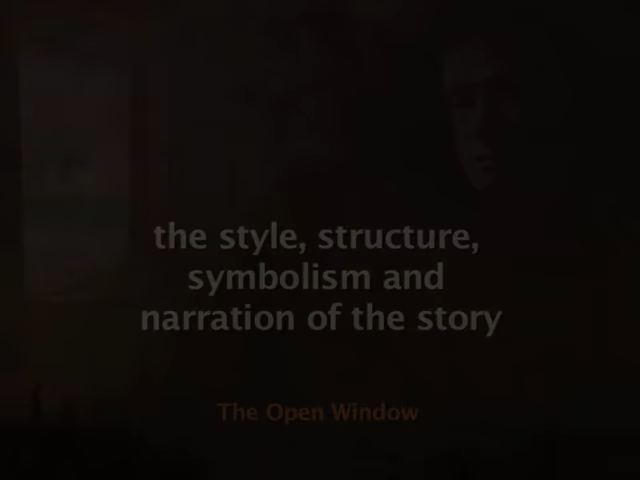 the style, structure,
symbolism and
narration of the story
The Open Window